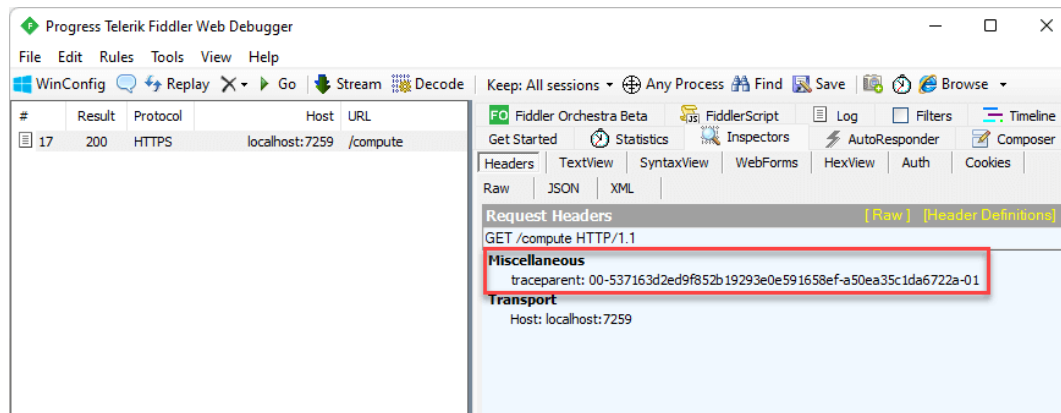 Progress Telerik Fiddler Web Debugger
File Edit Rules Tools View Help
WinConfig Replay Go Stream Decode Keep: All sessions Any Process Find Save Browse
# Result Protocol Host URL
17 200 HTTPS localhost:7259 /compute
FO Fiddler Orchestra Beta FiddlerScript Log Filters Timeline
Get Started Statistics Inspectors AutoResponder Composer
Headers TextView SyntaxView WebForms HexView Auth Cookies
Raw JSON XML
Request Headers [ Raw ] [Header Definitions]
GET /compute HTTP/1.1
Miscellaneous
traceparent: 00-537163d2ed9f852b19293e0e591658ef-a50ea35c1da6722a-01
Transport
Host: localhost:7259